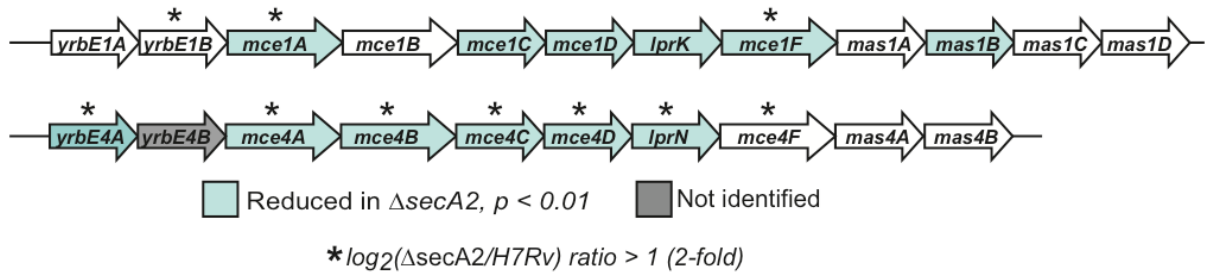 * * *
yrbE1A yrbE1B mce1A mce1B mce1C mce1D lprK mce1F mas1A mas1B mas1C mas1D
* * * * * * *
yrbE4A yrbE4B mce4A mce4B mce4C mce4D lprN mce4F mas4A mas4B
Reduced in ΔsecA2, p < 0.01 Not identified
*log2(ΔsecA2/H7Rv) ratio > 1 (2-fold)